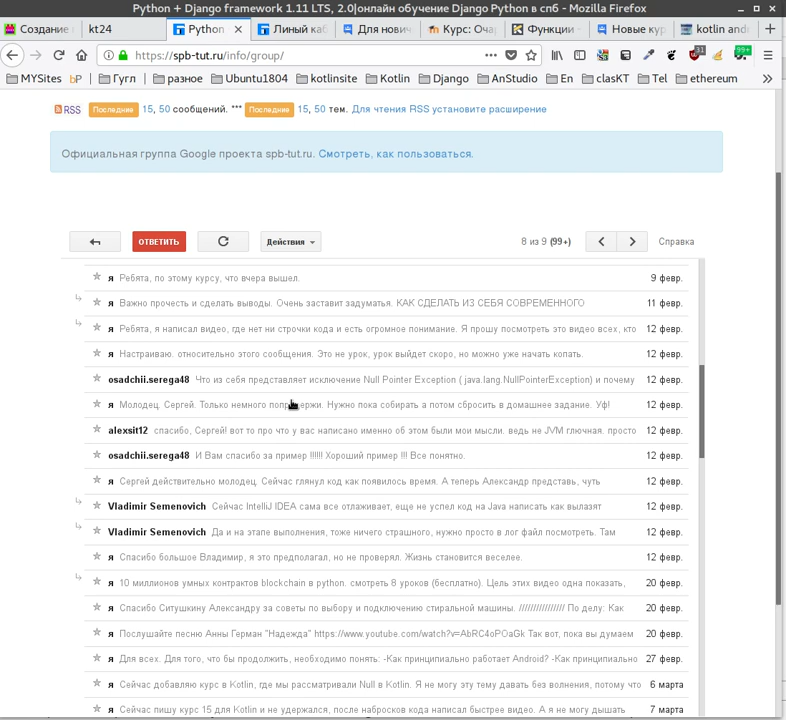 Python + Django framework 1.11 LTS, 2.0|онлайн обучение Django Python в спб - Mozilla Firefox
Создание
kt24
Python
Линый каб
Для нович
Курс: Оча
Функции -
Новые кур
kotlin and
https://spb-tut.ru/info/group/
31
99+
MYSites
bP
Гугл
разное
Ubuntu1804
kotlinsite
Kotlin
Django
AnStudio
En
clasKT
Tel
ethereum
RSS Последние 15, 50 сообщений. *** Последние 15, 50 тем. Для чтения RSS установите расширение
Официальная группа Google проекта spb-tut.ru. Смотреть, как пользоваться.
ОТВЕТИТЬ
Действия
8 из 9 (99+)
Справка
я Ребята, по этому курсу, что вчера вышел. 9 февр.
я Важно прочесть и сделать выводы. Очень заставит задуматья. КАК СДЕЛАТЬ ИЗ СЕБЯ СОВРЕМЕННОГО 11 февр.
я Ребята, я написал видео, где нет ни строчки кода и есть огромное понимание. Я прошу посмотреть это видео всех, кто 12 февр.
я Настраиваю. относительно этого сообщения. Это не урок, урок выйдет скоро, но можно уже начать копать. 12 февр.
osadchii.serega48 Что из себя представляет исключение Null Pointer Exception ( java.lang.NullPointerException) и почему 12 февр.
я Молодец. Сергей. Только немного попридержи. Нужно пока собирать а потом сбросить в домашнее задание. Уф! 12 февр.
alexsit12 спасибо, Сергей! вот то про что у вас написано именно об этом были мои мысли. ведь не JVM глючная. просто 12 февр.
osadchii.serega48 И Вам спасибо за пример !!!!!! Хороший пример !!! Все понятно. 12 февр.
я Сергей действительно молодец. Сейчас глянул код как появилось время. А теперь Александр представь, чуть 12 февр.
Vladimir Semenovich Сейчас IntelliJ IDEA сама все отлаживает, еще не успел код на Java написать как вылазят 12 февр.
Vladimir Semenovich Да и на этапе выполнения, тоже ничего страшного, нужно просто в лог файл посмотреть. Там 12 февр.
я Спасибо большое Владимир, я это предполагал, но не проверял. Жизнь становится веселее. 12 февр.
я 10 миллионов умных контрактов blockchain в python. смотреть 8 уроков (бесплатно). Цель этих видео одна показать, 20 февр.
я Спасибо Ситушкину Александру за советы по выбору и подключению стиральной машины. //////////////// По делу: Как 20 февр.
я Послушайте песню Анны Герман "Надежда" https://www.youtube.com/watch?v=AbRC4oPOaGk Так вот, пока вы думаем 20 февр.
я Для всех. Для того, что бы продолжить, необходимо понять: -Как принципиально работает Android? -Как принципиально 27 февр.
я Сейчас добавляю курс в Kotlin, где мы рассматривали Null в Kotlin. Я не могу эту тему давать без волнения, потому что 6 марта
я Сейчас пишу курс 15 для Kotlin и не удержался, после набросков кода написал быстрее видео. А я не могу дышать 7 марта